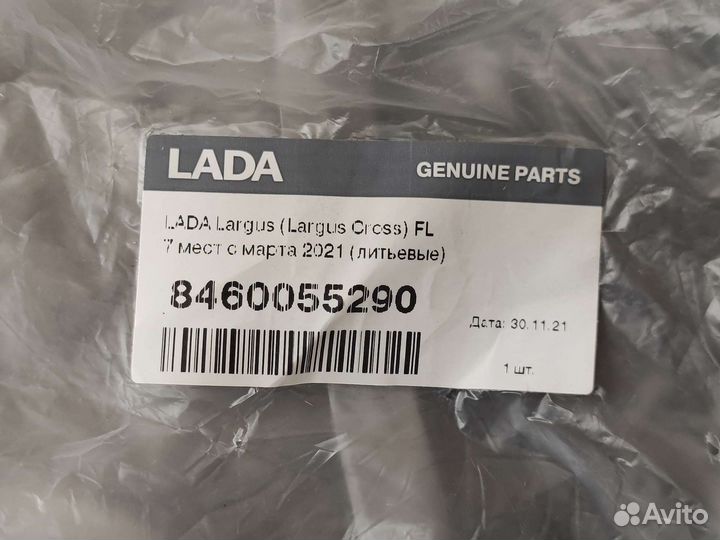 LADA
GENUINE PARTS
LADA Largus (Largus Cross) FL
7 мест с марта 2021 (литьевые)
8460055290
Дата: 30.11.21
1 шт.
Avito